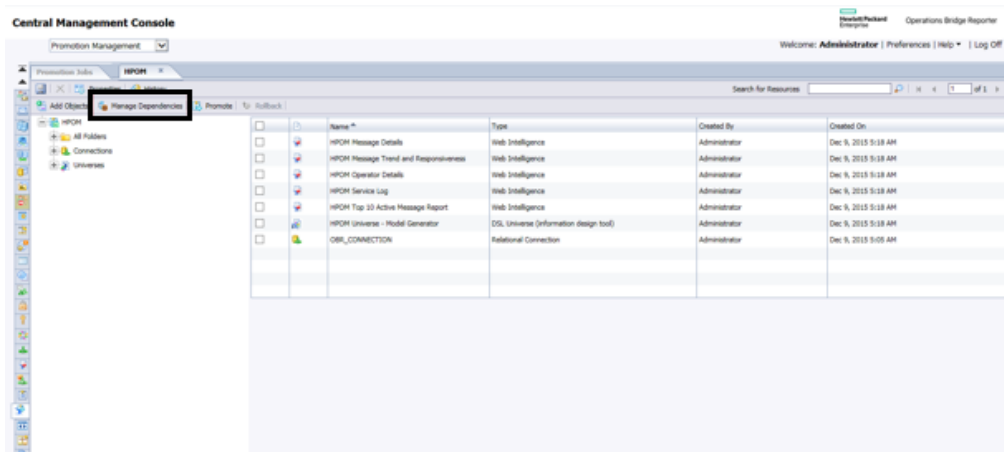 Central Management Console
Hewlett Packard Enterprise Operations Bridge Reporter
Promotion Management Welcome: Administrator | Preferences | Help | Log Off
Promotion Jobs HPOM
Properties History Search for Resources 1 of 1
Add Objects Manage Dependencies Promote Rollback
HPOM
All Folders
Connections
Universes
Name Type Created By Created On
HPOM Message Details Web Intelligence Administrator Dec 9, 2015 5:18 AM
HPOM Message Trend and Responsiveness Web Intelligence Administrator Dec 9, 2015 5:18 AM
HPOM Operator Details Web Intelligence Administrator Dec 9, 2015 5:18 AM
HPOM Service Log Web Intelligence Administrator Dec 9, 2015 5:18 AM
HPOM Top 10 Active Message Report Web Intelligence Administrator Dec 9, 2015 5:18 AM
HPOM Universe - Model Generator DSL Universe (Information design tool) Administrator Dec 9, 2015 5:18 AM
OBR_CONNECTION Relational Connection Administrator Dec 9, 2015 5:05 AM